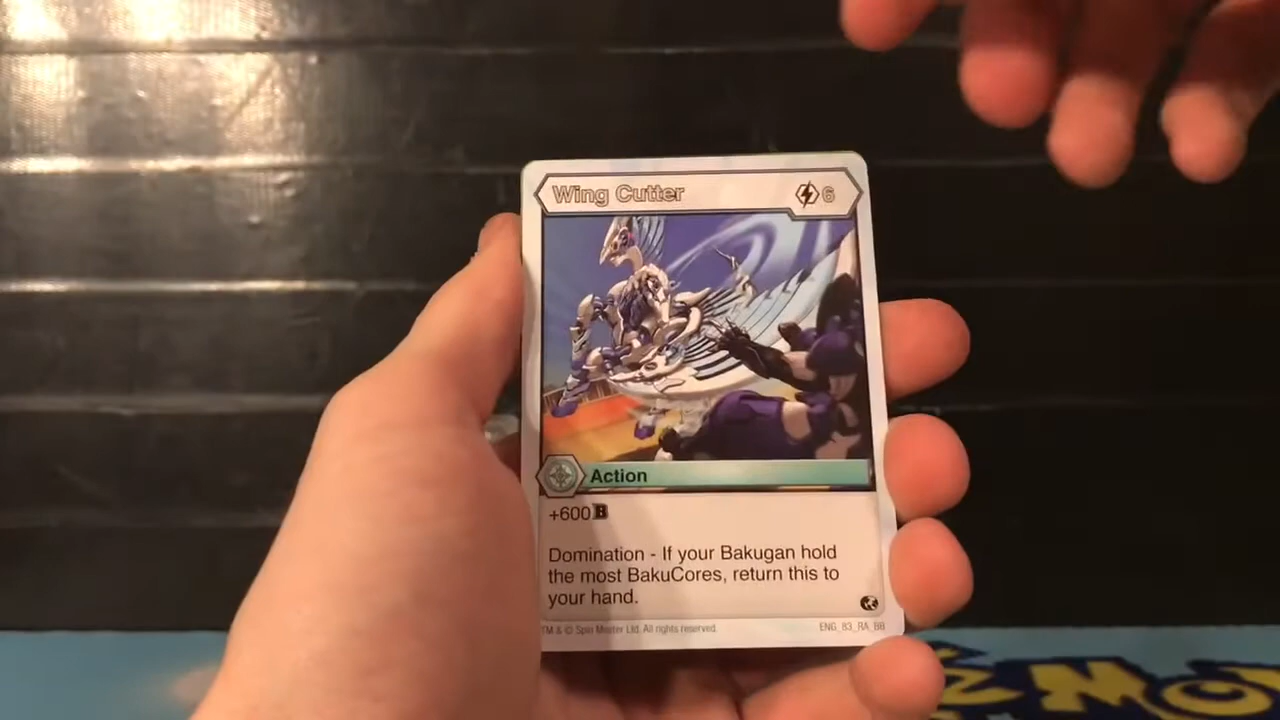 Wing Cutter 6
Action
+600 B
Domination - If your Bakugan hold
the most BakuCores, return this to
your hand.
TM & © Spin Master Ltd. All rights reserved. ENG_83_RA_BB